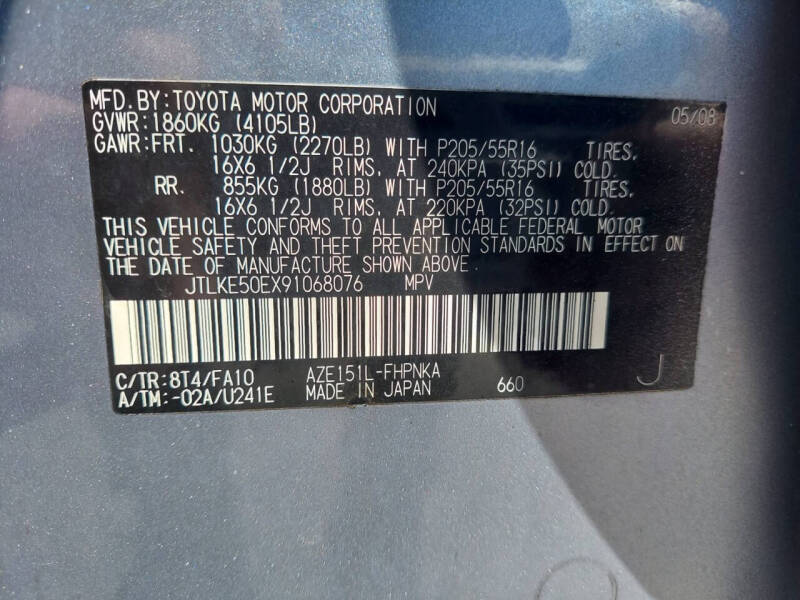 MFD.BY:TOYOTA MOTOR CORPORATION 05/08
GVWR:1860KG (4105LB)
GAWR:FRT. 1030KG (2270LB) WITH P205/55R16 TIRES,
16X6 1/2J RIMS, AT 240KPA (35PSI) COLD.
RR. 855KG (1880LB) WITH P205/55R16 TIRES,
16X6 1/2J RIMS, AT 220KPA (32PSI) COLD.
THIS VEHICLE CONFORMS TO ALL APPLICABLE FEDERAL MOTOR
VEHICLE SAFETY AND THEFT PREVENTION STANDARDS IN EFFECT ON
THE DATE OF MANUFACTURE SHOWN ABOVE.
JTLKE50EX91068076 MPV
C/TR:8T4/FA10 AZE151L-FHPNKA
A/TM:-02A/U241E MADE IN JAPAN 660 J